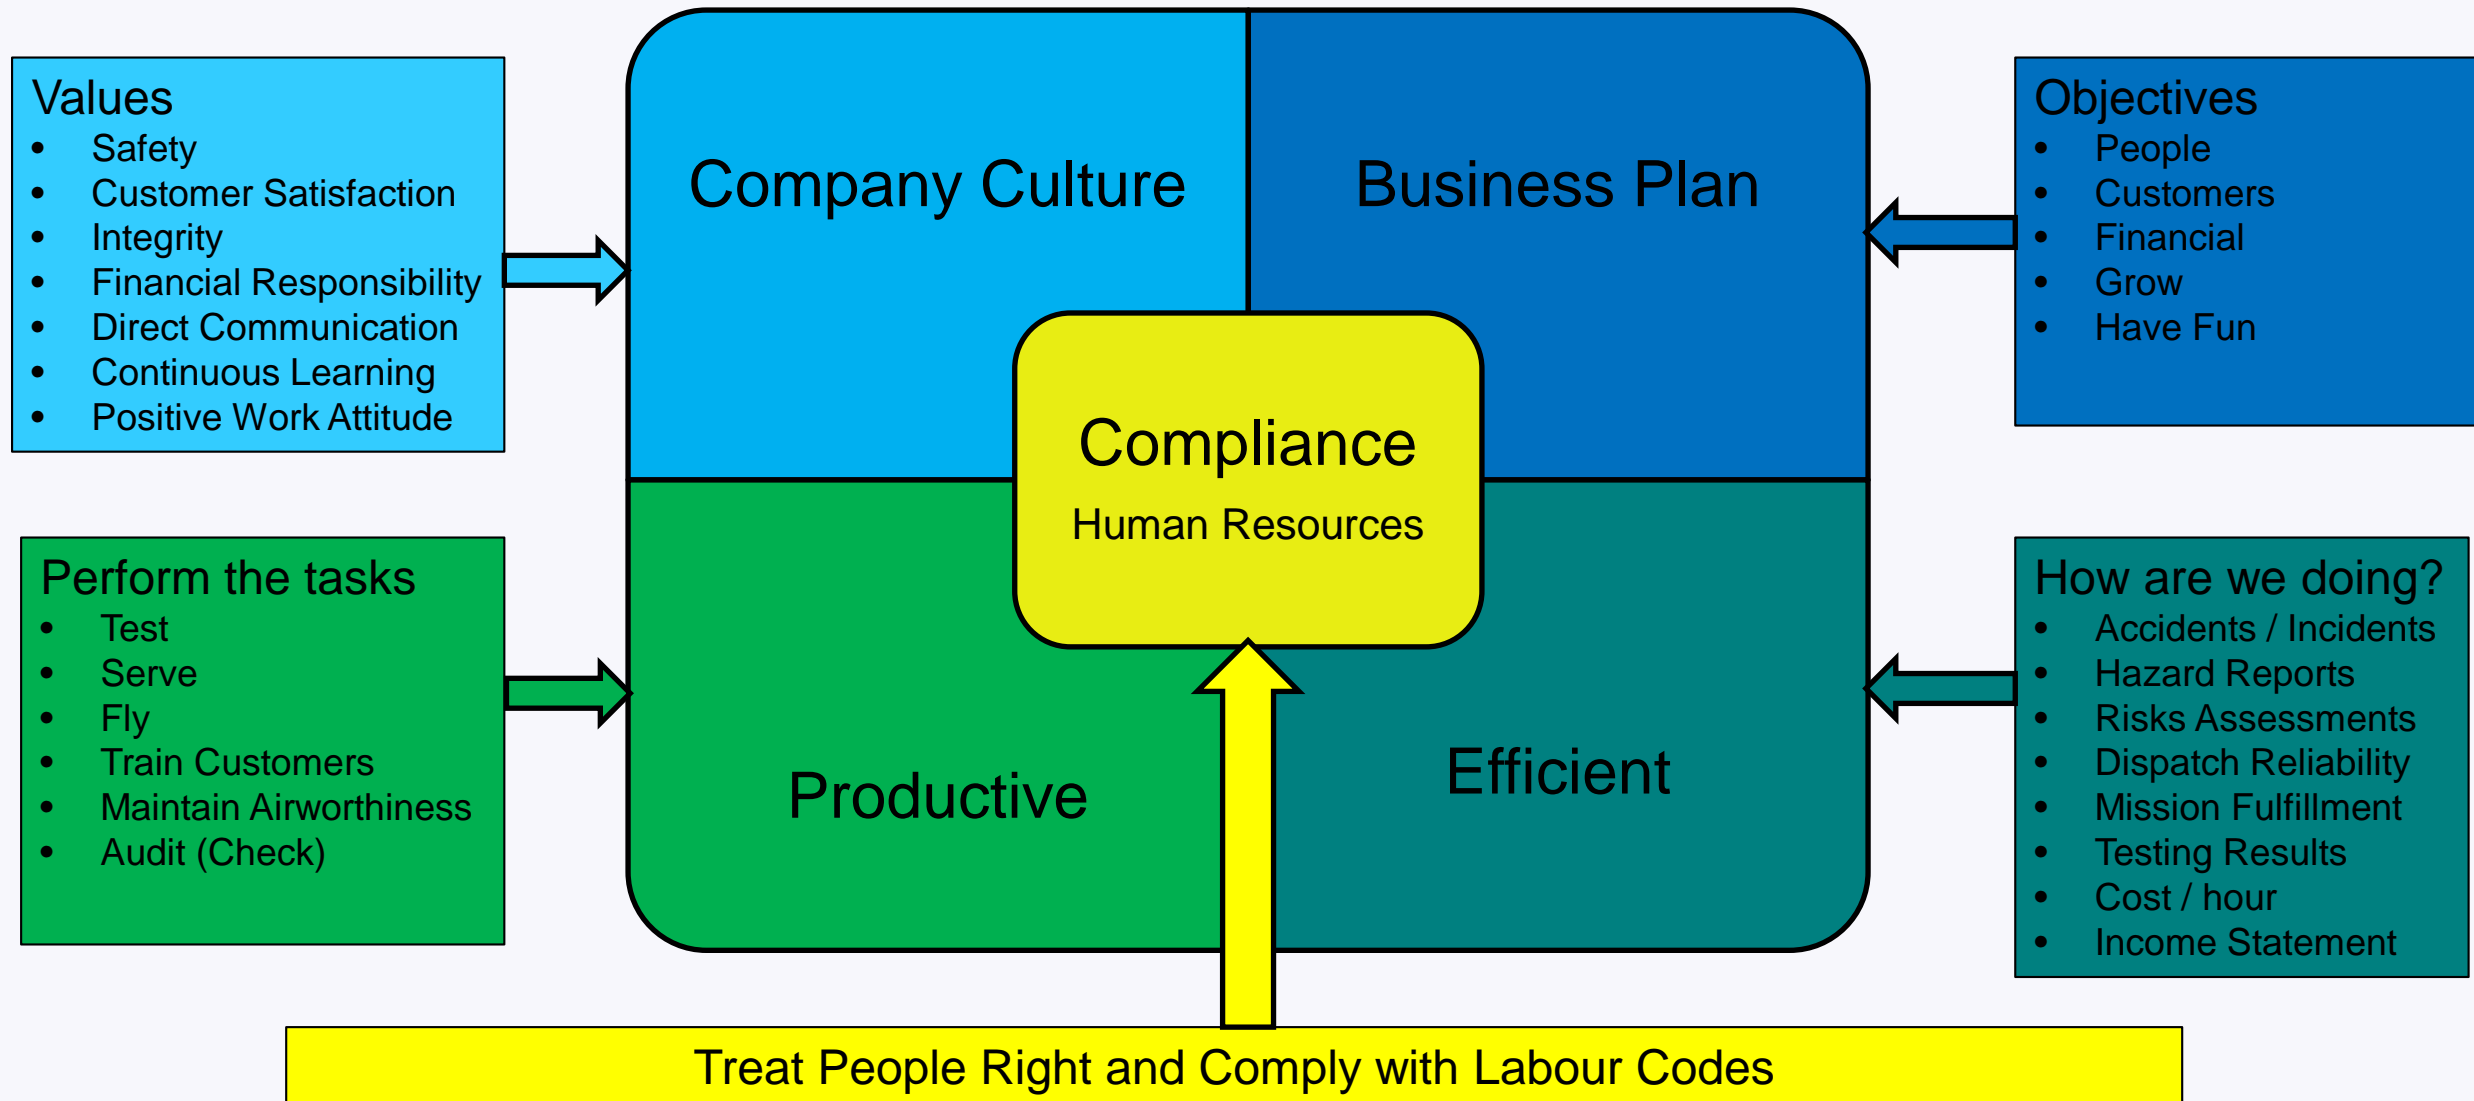 Values
• Safety
• Customer Satisfaction
• Integrity
• Financial Responsibility
• Direct Communication
• Continuous Learning
• Positive Work Attitude
Company Culture
Business Plan
Objectives
• People
• Customers
• Financial
• Grow
• Have Fun
Compliance
Human Resources
Perform the tasks
• Test
• Serve
• Fly
• Train Customers
• Maintain Airworthiness
• Audit (Check)
Productive
Efficient
How are we doing?
• Accidents / Incidents
• Hazard Reports
• Risks Assessments
• Dispatch Reliability
• Mission Fulfillment
• Testing Results
• Cost / hour
• Income Statement
Treat People Right and Comply with Labour Codes